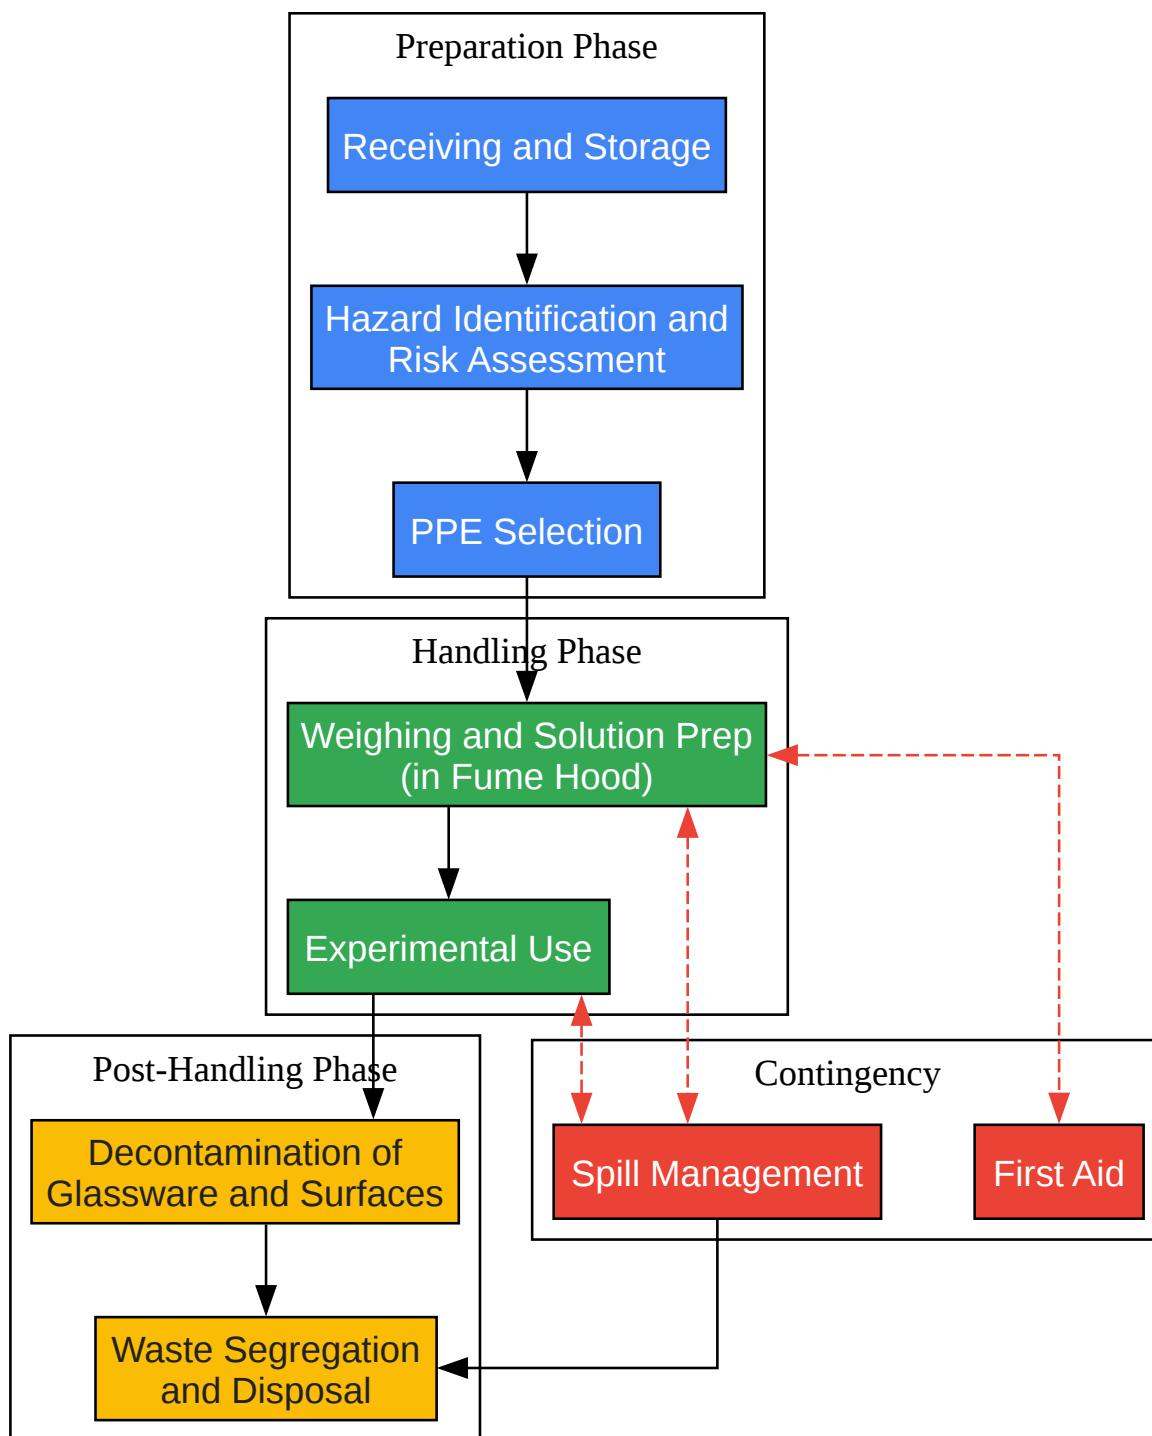 Preparation Phase
Receiving and Storage
Hazard Identification and
Risk Assessment
PPE Selection
Handling Phase
Weighing and Solution Prep
(in Fume Hood)
Experimental Use
Post-Handling Phase
Decontamination of
Glassware and Surfaces
Waste Segregation
and Disposal
Contingency
Spill Management
First Aid